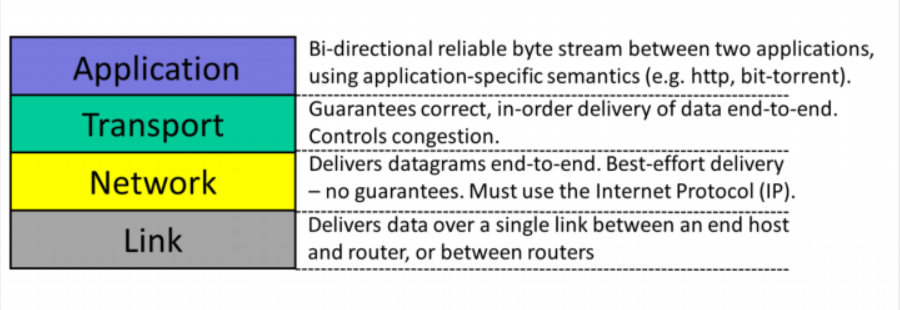 Application
Bi-directional reliable byte stream between two applications,
using application-specific semantics (e.g. http, bit-torrent).
Transport
Guarantees correct, in-order delivery of data end-to-end.
Controls congestion.
Network
Delivers datagrams end-to-end. Best-effort delivery
– no guarantees. Must use the Internet Protocol (IP).
Link
Delivers data over a single link between an end host
and router, or between routers